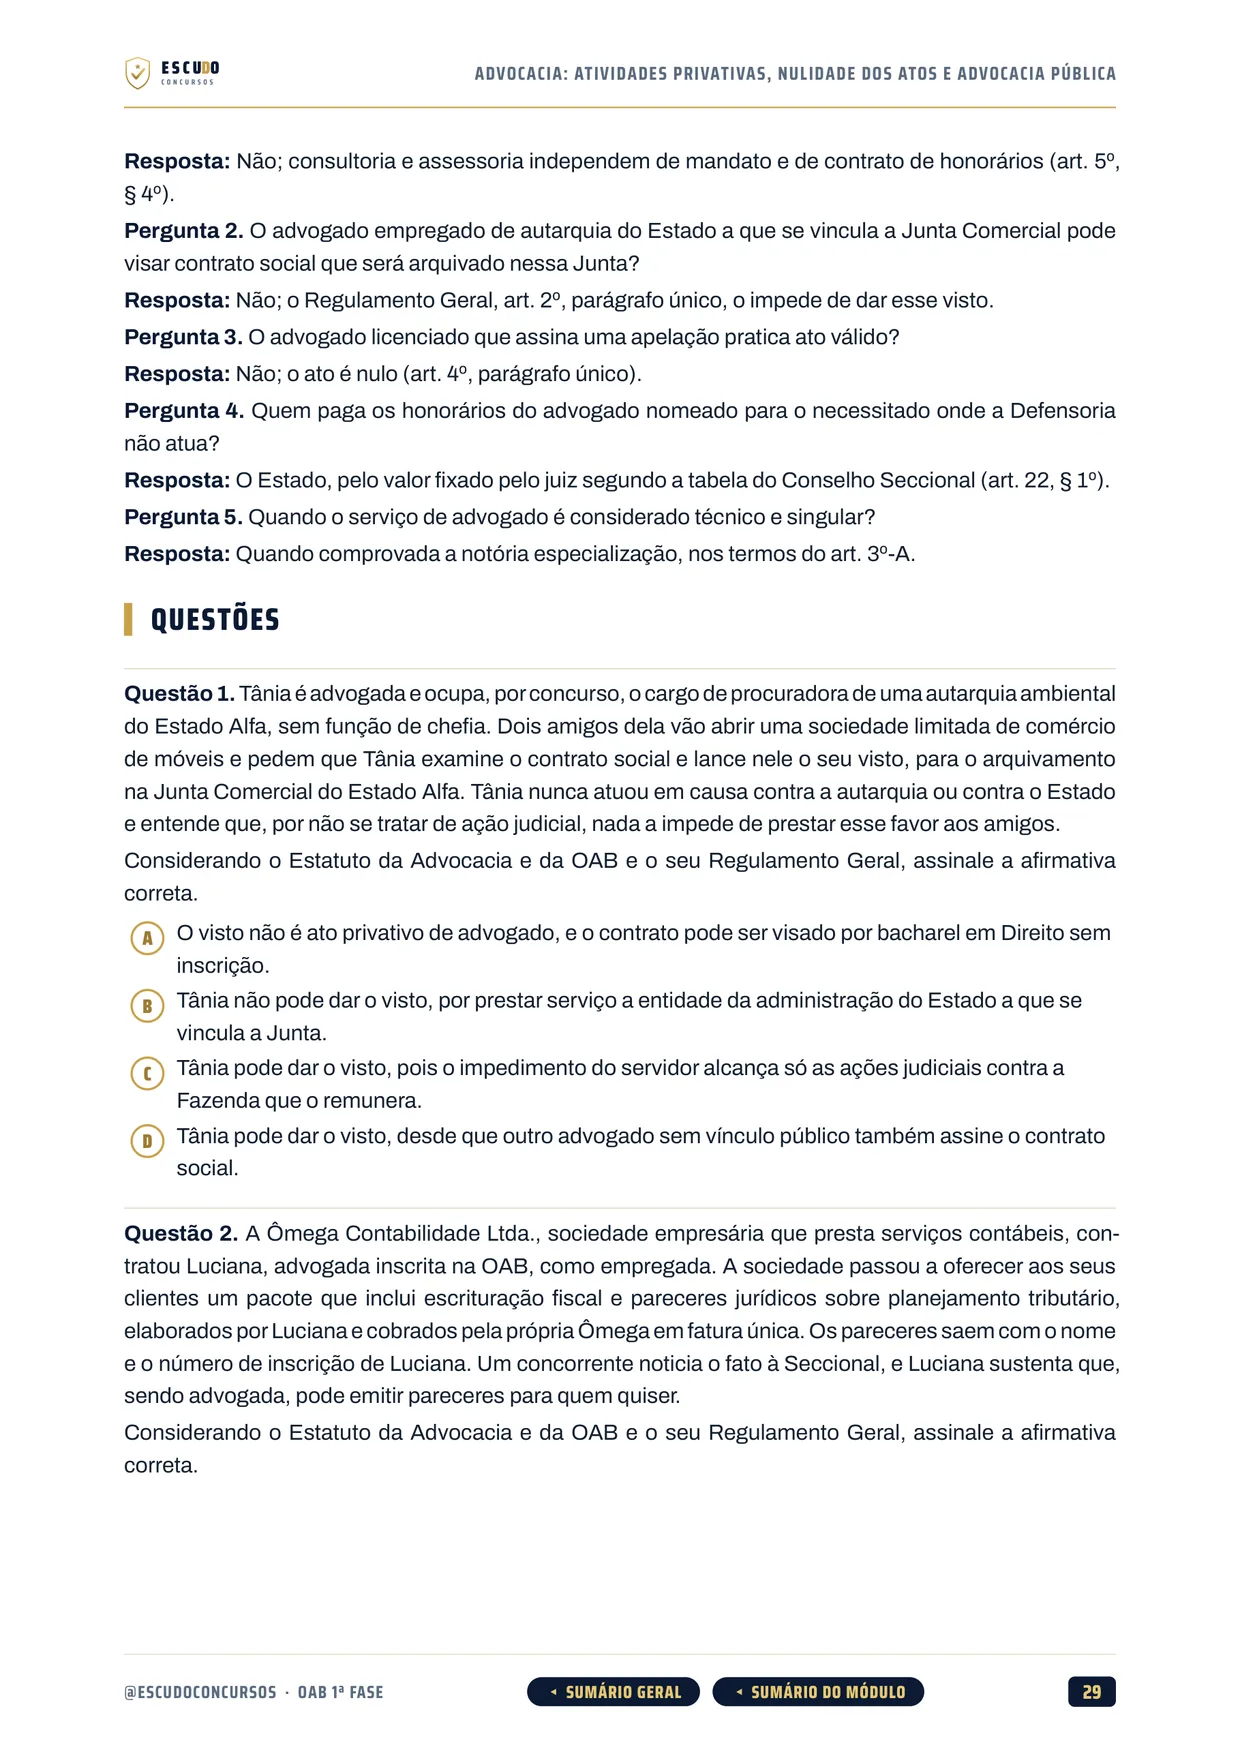 ESCUDO
CONCURSOS
ADVOCACIA: ATIVIDADES PRIVATIVAS, NULIDADE DOS ATOS E ADVOCACIA PÚBLICA
Resposta: Não; consultoria e assessoria independem de mandato e de contrato de honorários (art. 5º,
§ 4º).
Pergunta 2. O advogado empregado de autarquia do Estado a que se vincula a Junta Comercial pode
visar contrato social que será arquivado nessa Junta?
Resposta: Não; o Regulamento Geral, art. 2º, parágrafo único, o impede de dar esse visto.
Pergunta 3. O advogado licenciado que assina uma apelação pratica ato válido?
Resposta: Não; o ato é nulo (art. 4º, parágrafo único).
Pergunta 4. Quem paga os honorários do advogado nomeado para o necessitado onde a Defensoria
não atua?
Resposta: O Estado, pelo valor fixado pelo juiz segundo a tabela do Conselho Seccional (art. 22, § 1º).
Pergunta 5. Quando o serviço de advogado é considerado técnico e singular?
Resposta: Quando comprovada a notória especialização, nos termos do art. 3º-A.
QUESTÕES
Questão 1. Tânia é advogada e ocupa, por concurso, o cargo de procuradora de uma autarquia ambiental
do Estado Alfa, sem função de chefia. Dois amigos dela vão abrir uma sociedade limitada de comércio
de móveis e pedem que Tânia examine o contrato social e lance nele o seu visto, para o arquivamento
na Junta Comercial do Estado Alfa. Tânia nunca atuou em causa contra a autarquia ou contra o Estado
e entende que, por não se tratar de ação judicial, nada a impede de prestar esse favor aos amigos.
Considerando o Estatuto da Advocacia e da OAB e o seu Regulamento Geral, assinale a afirmativa
correta.
A O visto não é ato privativo de advogado, e o contrato pode ser visado por bacharel em Direito sem
inscrição.
B Tânia não pode dar o visto, por prestar serviço a entidade da administração do Estado a que se
vincula a Junta.
C Tânia pode dar o visto, pois o impedimento do servidor alcança só as ações judiciais contra a
Fazenda que o remunera.
D Tânia pode dar o visto, desde que outro advogado sem vínculo público também assine o contrato
social.
Questão 2. A Ômega Contabilidade Ltda., sociedade empresária que presta serviços contábeis, con-
tratou Luciana, advogada inscrita na OAB, como empregada. A sociedade passou a oferecer aos seus
clientes um pacote que inclui escrituração fiscal e pareceres jurídicos sobre planejamento tributário,
elaborados por Luciana e cobrados pela própria Ômega em fatura única. Os pareceres saem com o nome
e o número de inscrição de Luciana. Um concorrente noticia o fato à Seccional, e Luciana sustenta que,
sendo advogada, pode emitir pareceres para quem quiser.
Considerando o Estatuto da Advocacia e da OAB e o seu Regulamento Geral, assinale a afirmativa
correta.
@ESCUDOCONCURSOS · OAB 1ª FASE
SUMÁRIO GERAL
SUMÁRIO DO MÓDULO
29